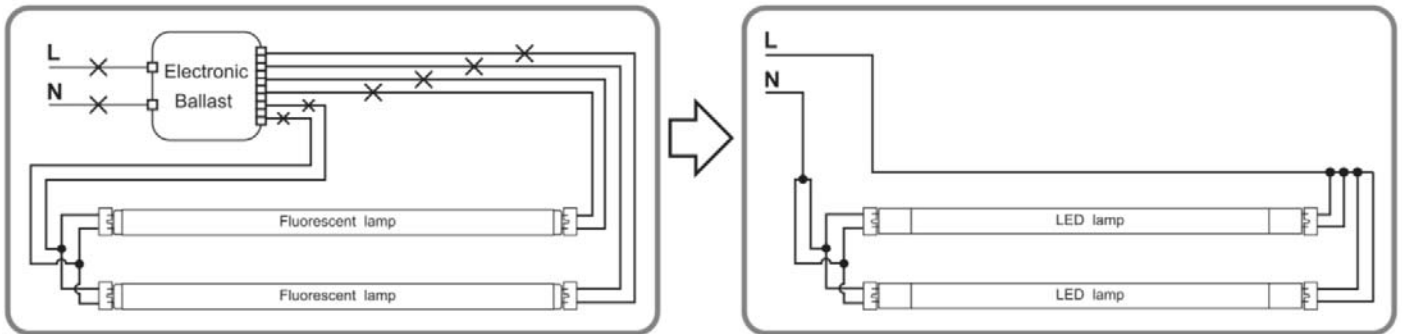 L
N
Electronic
Ballast
Fluorescent lamp
Fluorescent lamp
L
N
LED lamp
LED lamp